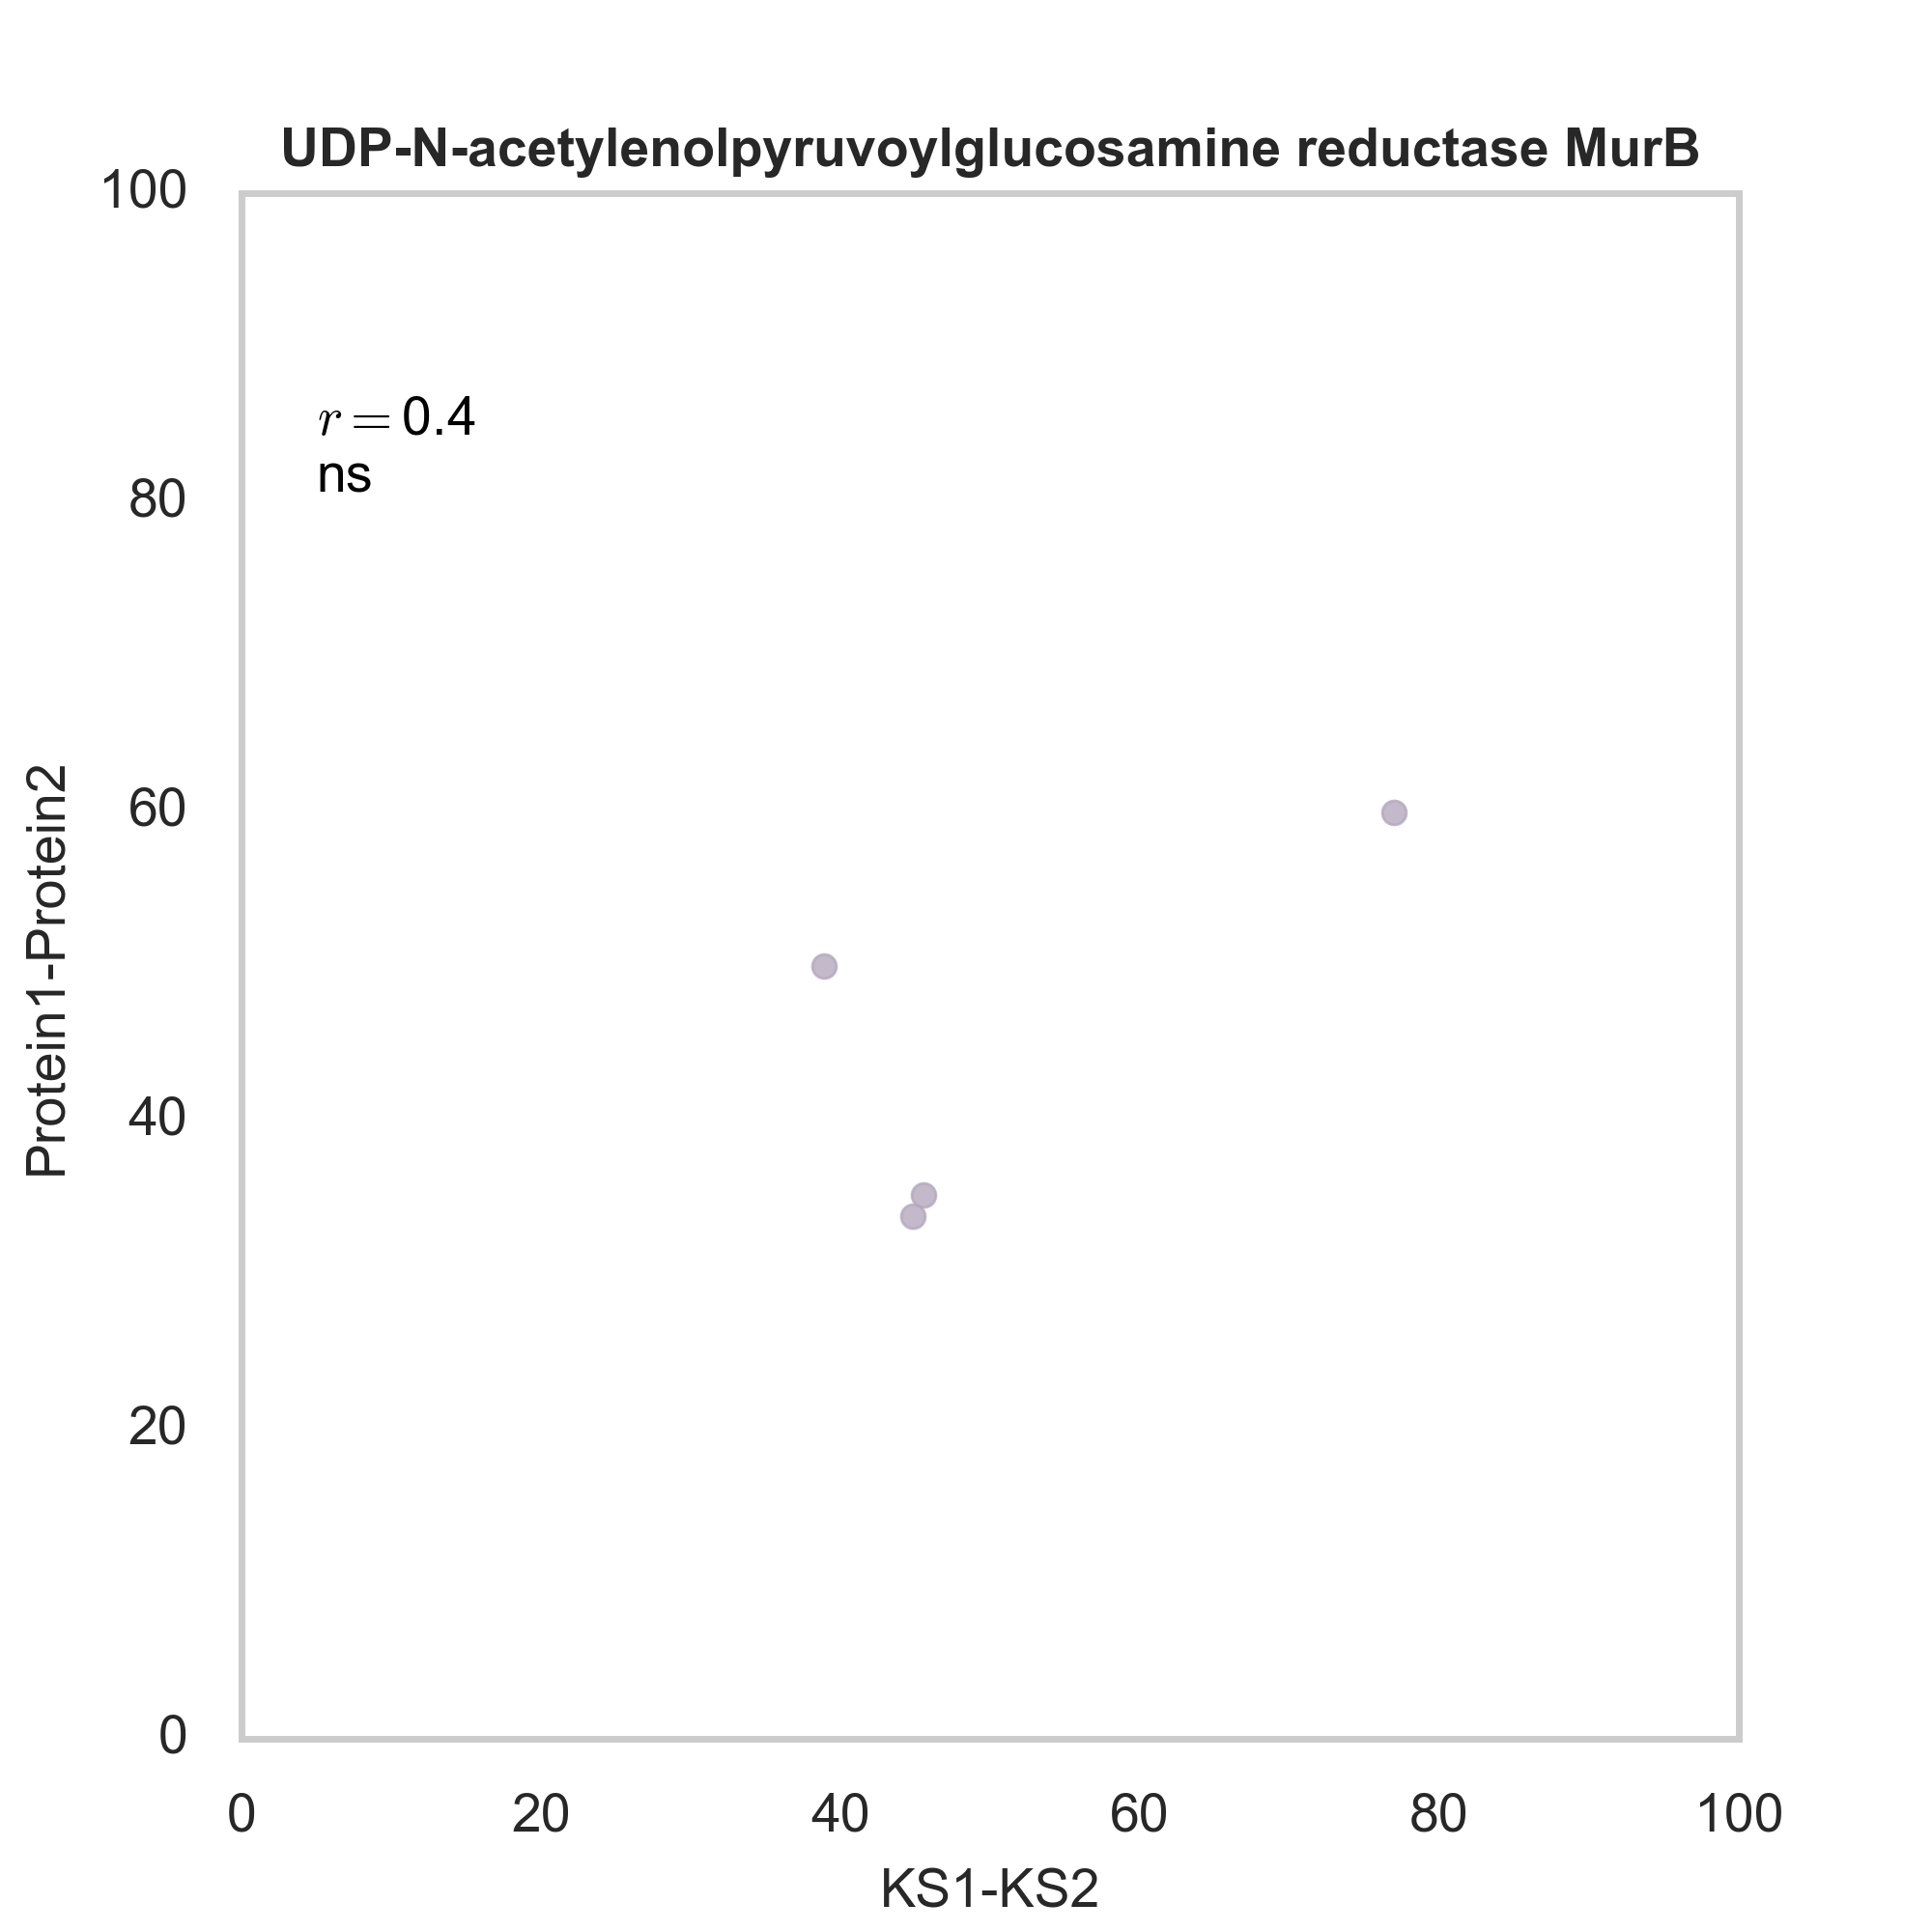 UDP-N-acetylenolpyruvoylglucosamine reductase MurB
100
80
60
40
20
0
r = 0.4
ns
Protein1-Protein2
0 20 40 60 80 100
KS1-KS2